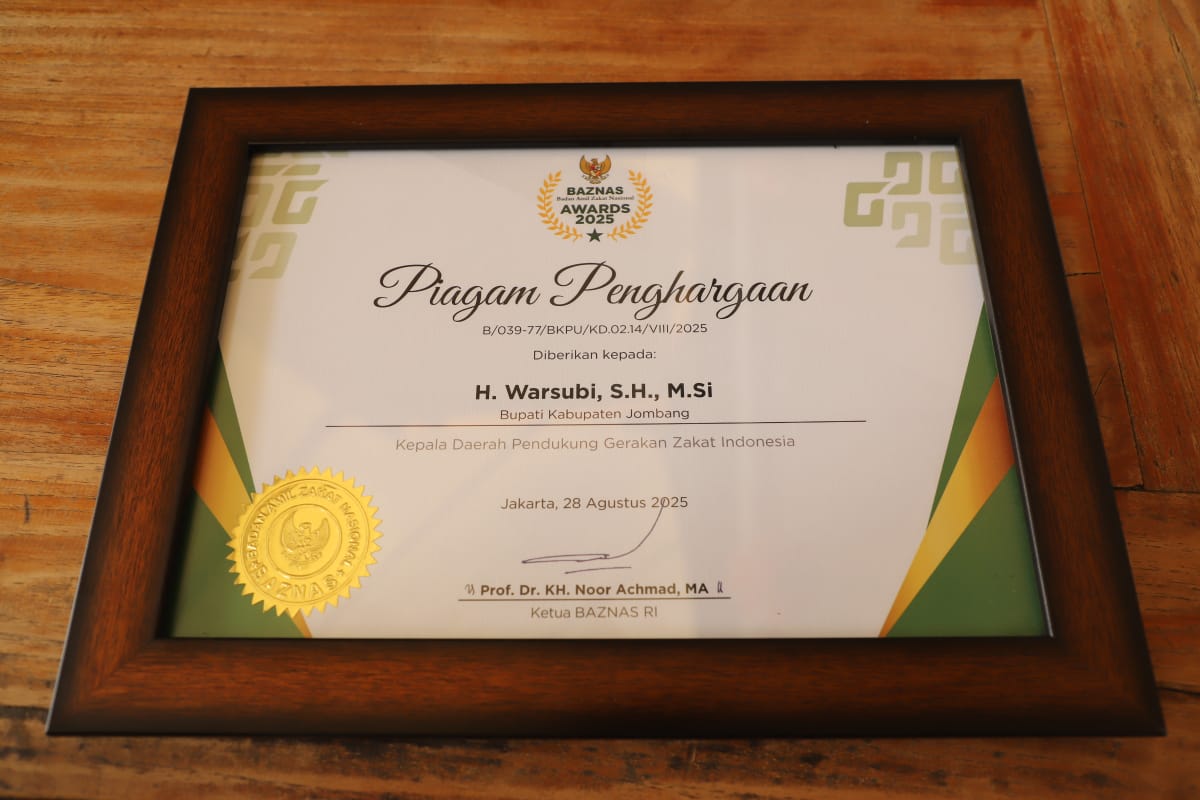 BAZNAS
Badan Amil Zakat Nasional
AWARDS
2025
Piagam Penghargaan
B/039-77/BKPU/KD.02.14/VIII/2025
Diberikan kepada:
H. Warsubi, S.H., M.Si
Bupati Kabupaten Jombang
Kepala Daerah Pendukung Gerakan Zakat Indonesia
Jakarta, 28 Agustus 2025
Prof. Dr. KH. Noor Achmad, MA
Ketua BAZNAS RI
BADAN AMIL ZAKAT NASIONAL
BAZNAS